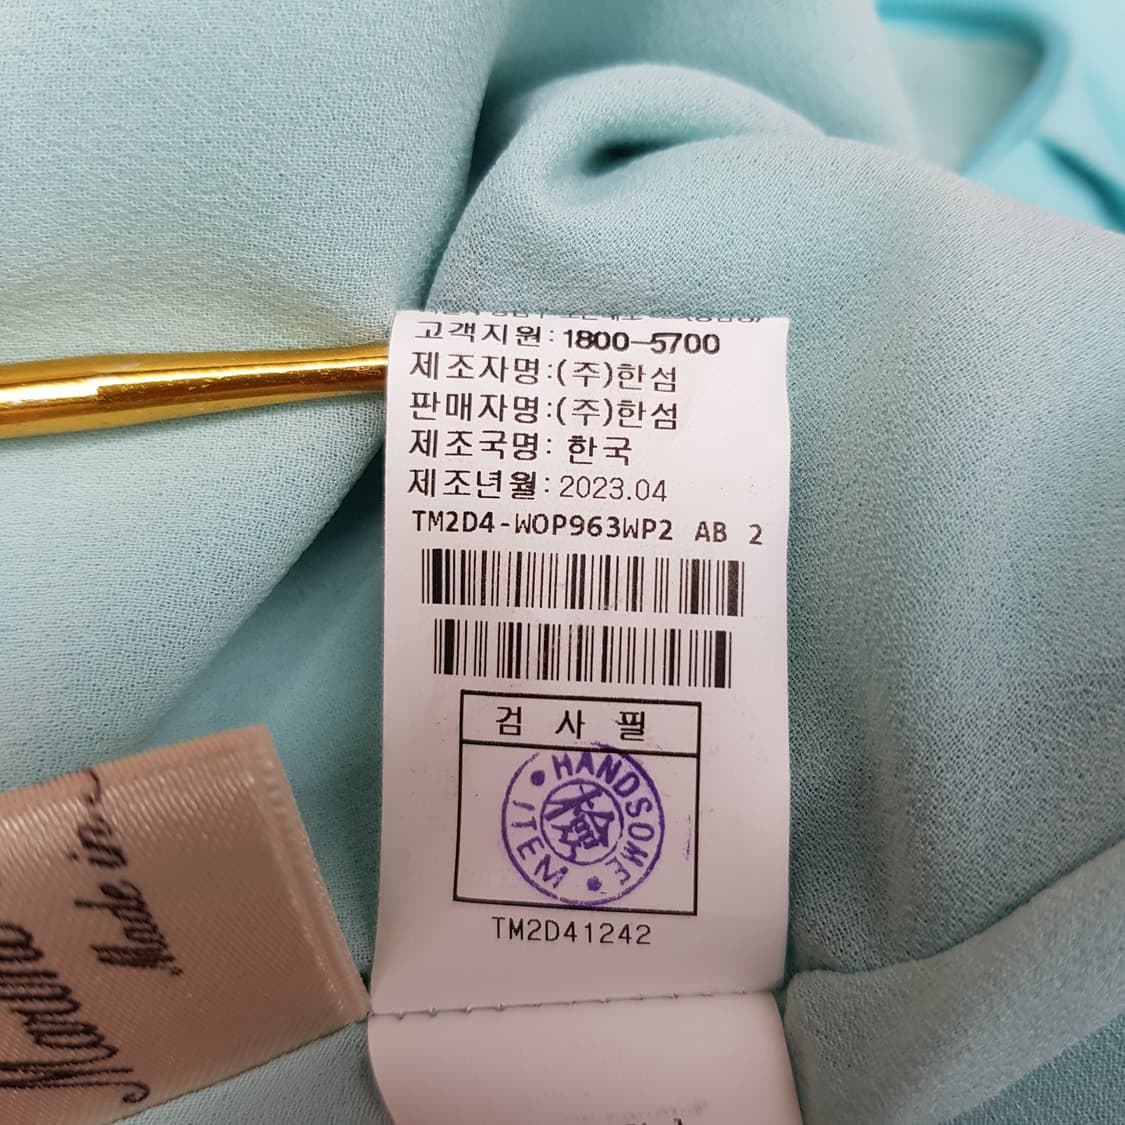 고객지원: 1800-5700
제조자명:(주)한섬
판매자명:(주)한섬
제조국명: 한국
제조년월: 2023.04
TM2D4-WOP963WP2 AB 2
검 사 필
HANDSOME
檢
ITEM
TM2D41242
Made in